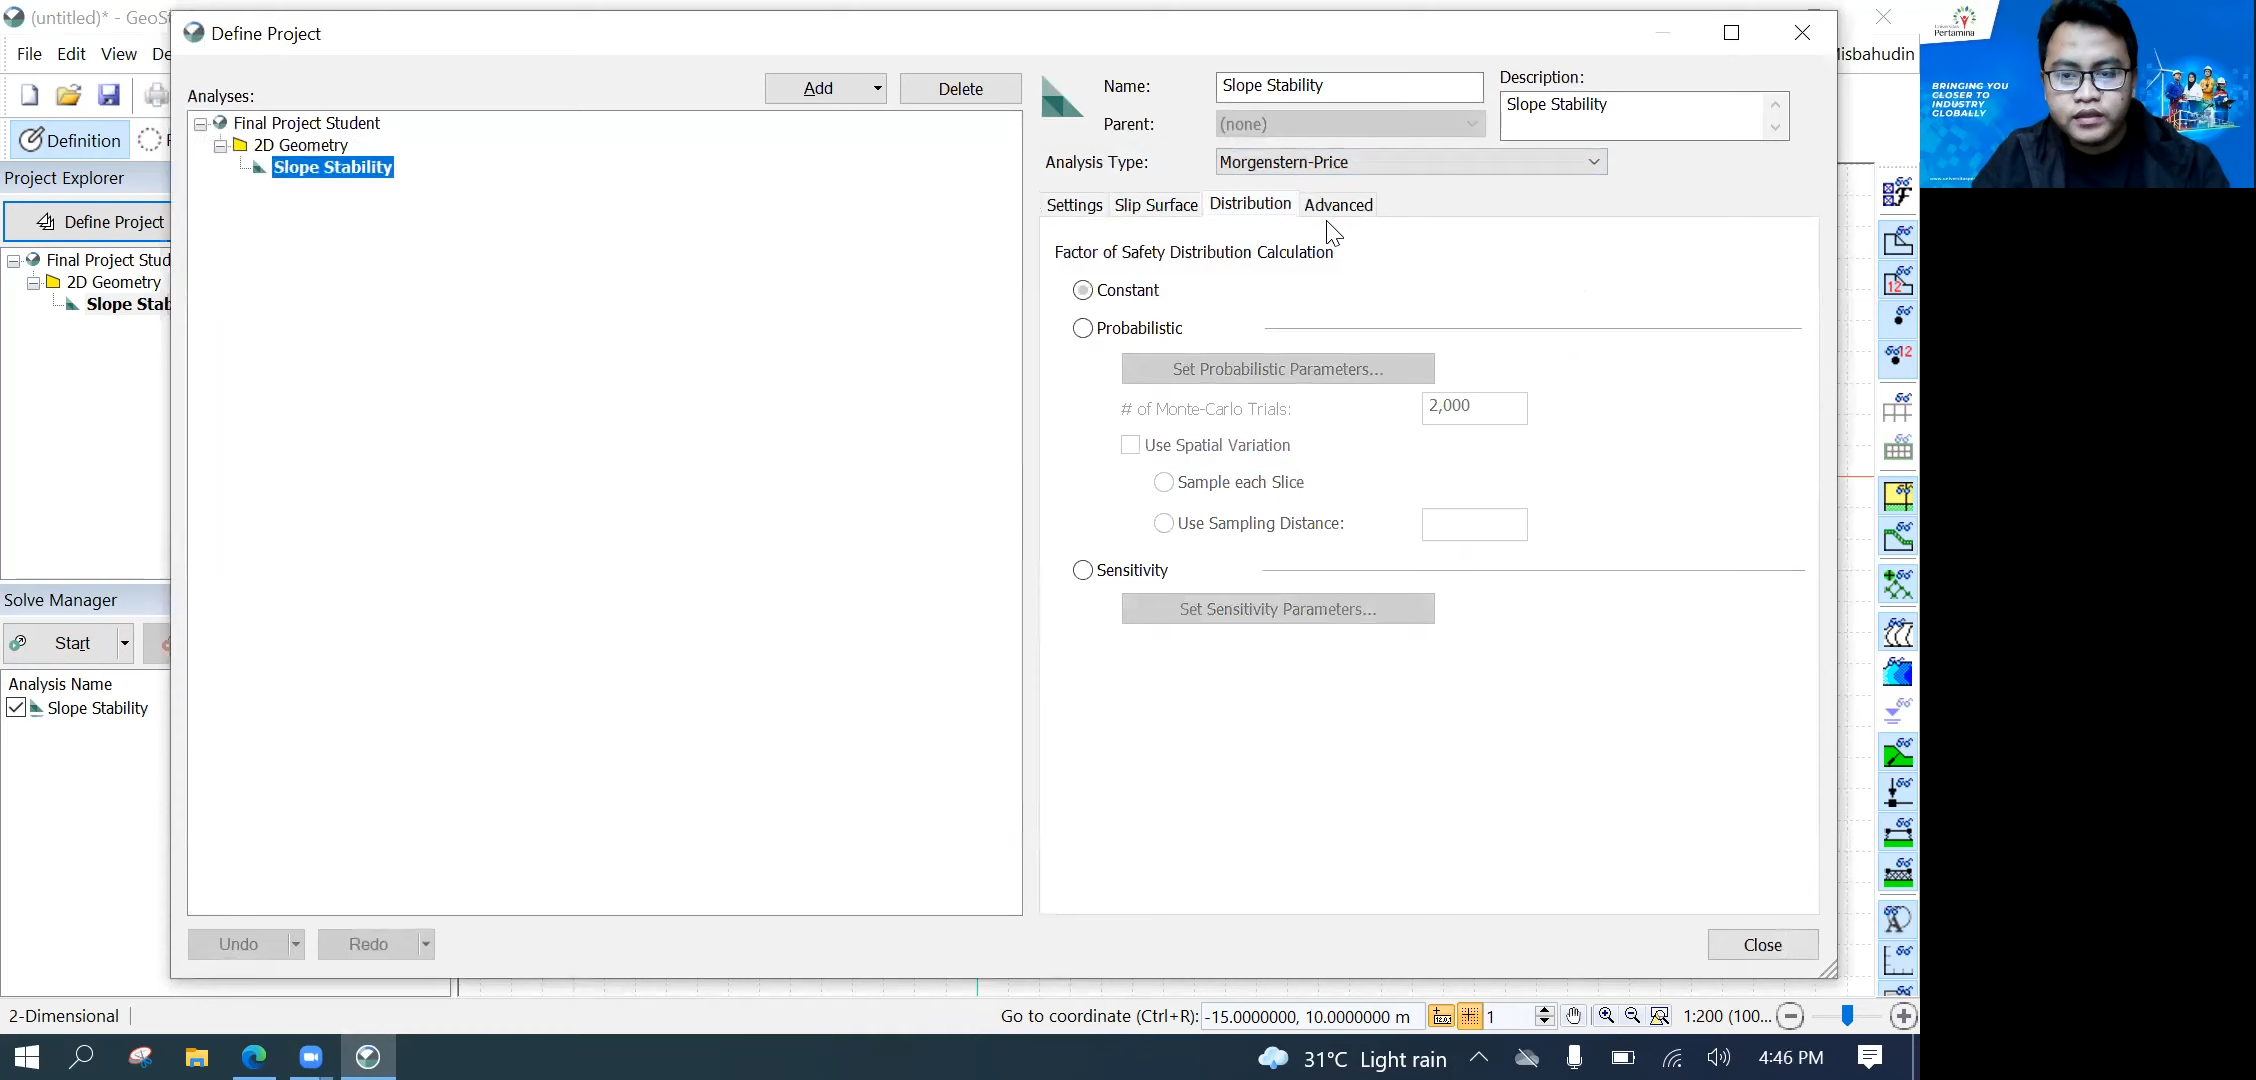 (untitled)* - GeoSt
Define Project
File Edit View De
Misbahudin
Universitas
Pertamina
BRINGING YOU
CLOSER TO
INDUSTRY
GLOBALLY
Definition
Project Explorer
Define Project
Final Project Stud
2D Geometry
Slope Stab
Solve Manager
Start
Analysis Name
Slope Stability
Analyses:
Add
Delete
Final Project Student
2D Geometry
Slope Stability
Name:
Slope Stability
Description:
Slope Stability
Parent:
(none)
Analysis Type:
Morgenstern-Price
Settings Slip Surface Distribution Advanced
Factor of Safety Distribution Calculation
Constant
Probabilistic
Set Probabilistic Parameters...
# of Monte-Carlo Trials:
2,000
Use Spatial Variation
Sample each Slice
Use Sampling Distance:
Sensitivity
Set Sensitivity Parameters...
Undo
Redo
Close
2-Dimensional
Go to coordinate (Ctrl+R):
-15.0000000, 10.0000000 m
1
1:200 (100...
31°C Light rain
4:46 PM